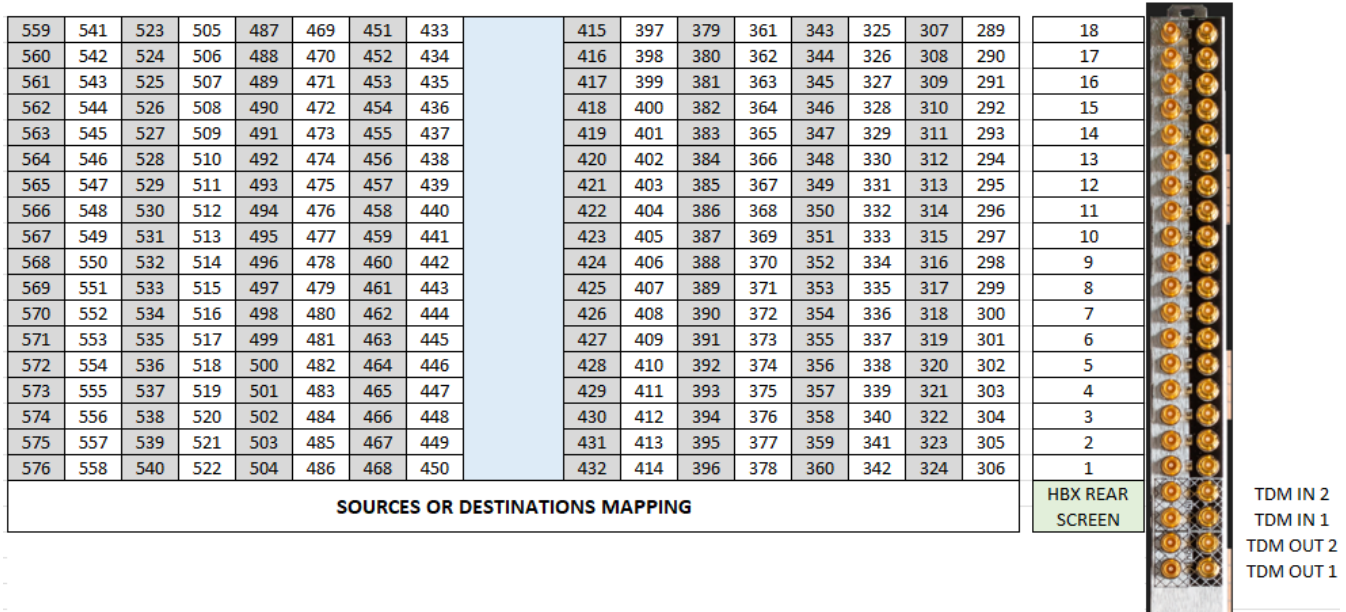 559 541 523 505 487 469 451 433 415 397 379 361 343 325 307 289 18
560 542 524 506 488 470 452 434 416 398 380 362 344 326 308 290 17
561 543 525 507 489 471 453 435 417 399 381 363 345 327 309 291 16
562 544 526 508 490 472 454 436 418 400 382 364 346 328 310 292 15
563 545 527 509 491 473 455 437 419 401 383 365 347 329 311 293 14
564 546 528 510 492 474 456 438 420 402 384 366 348 330 312 294 13
565 547 529 511 493 475 457 439 421 403 385 367 349 331 313 295 12
566 548 530 512 494 476 458 440 422 404 386 368 350 332 314 296 11
567 549 531 513 495 477 459 441 423 405 387 369 351 333 315 297 10
568 550 532 514 496 478 460 442 424 406 388 370 352 334 316 298 9
569 551 533 515 497 479 461 443 425 407 389 371 353 335 317 299 8
570 552 534 516 498 480 462 444 426 408 390 372 354 336 318 300 7
571 553 535 517 499 481 463 445 427 409 391 373 355 337 319 301 6
572 554 536 518 500 482 464 446 428 410 392 374 356 338 320 302 5
573 555 537 519 501 483 465 447 429 411 393 375 357 339 321 303 4
574 556 538 520 502 484 466 448 430 412 394 376 358 340 322 304 3
575 557 539 521 503 485 467 449 431 413 395 377 359 341 323 305 2
576 558 540 522 504 486 468 450 432 414 396 378 360 342 324 306 1
SOURCES OR DESTINATIONS MAPPING
HBX REAR
SCREEN
TDM IN 2
TDM IN 1
TDM OUT 2
TDM OUT 1